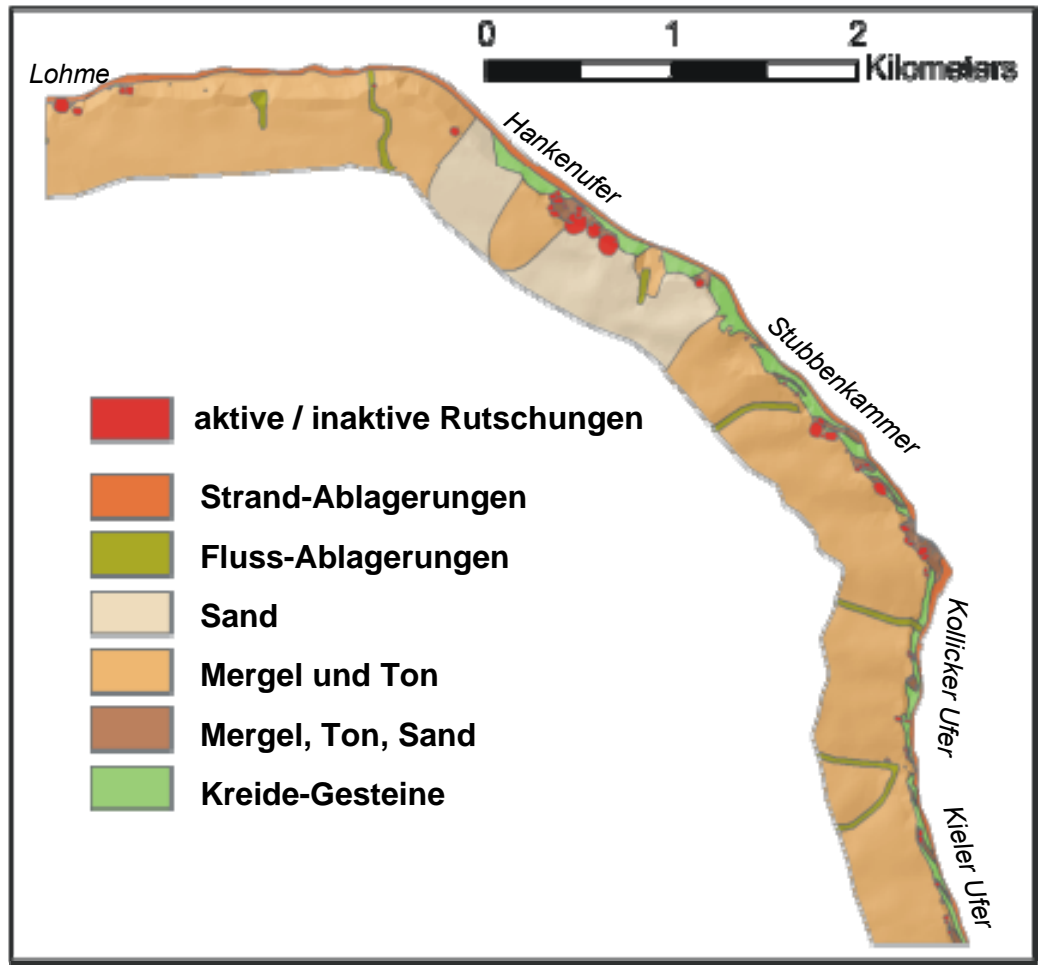 0 1 2
Kilometers
Lohme
Hankenufer
Stubbenkammer
Kollicker Ufer
Kieler Ufer
aktive / inaktive Rutschungen
Strand-Ablagerungen
Fluss-Ablagerungen
Sand
Mergel und Ton
Mergel, Ton, Sand
Kreide-Gesteine